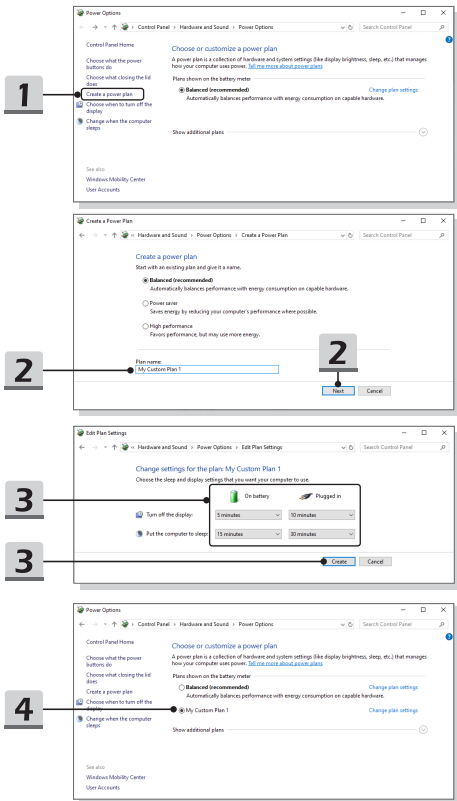 Power Options
Control Panel › Hardware and Sound › Power Options
Search Control Panel
Control Panel Home
Choose what the power
buttons do
Choose what closing the lid
does
Create a power plan
Choose when to turn off the
display
Change when the computer
sleeps
See also
Windows Mobility Center
User Accounts
Choose or customize a power plan
A power plan is a collection of hardware and system settings (like display brightness, sleep, etc.) that manages
how your computer uses power. Tell me more about power plans
Plans shown on the battery meter
Balanced (recommended) Change plan settings
Automatically balances performance with energy consumption on capable hardware.
Show additional plans
1
Create a Power Plan
« Hardware and Sound › Power Options › Create a Power Plan
Search Control Panel
Create a power plan
Start with an existing plan and give it a name.
Balanced (recommended)
Automatically balances performance with energy consumption on capable hardware.
Power saver
Saves energy by reducing your computer's performance where possible.
High performance
Favors performance, but may use more energy.
Plan name:
My Custom Plan 1
2
2
Next Cancel
Edit Plan Settings
« Hardware and Sound › Power Options › Edit Plan Settings
Search Control Panel
Change settings for the plan: My Custom Plan 1
Choose the sleep and display settings that you want your computer to use.
On battery Plugged in
Turn off the display: 5 minutes 10 minutes
Put the computer to sleep: 15 minutes 30 minutes
3
3
Create Cancel
Power Options
Control Panel › Hardware and Sound › Power Options
Search Control Panel
Control Panel Home
Choose what the power
buttons do
Choose what closing the lid
does
Create a power plan
Choose when to turn off the
display
Change when the computer
sleeps
See also
Windows Mobility Center
User Accounts
Choose or customize a power plan
A power plan is a collection of hardware and system settings (like display brightness, sleep, etc.) that manages
how your computer uses power. Tell me more about power plans
Plans shown on the battery meter
Balanced (recommended) Change plan settings
Automatically balances performance with energy consumption on capable hardware.
My Custom Plan 1 Change plan settings
Show additional plans
4